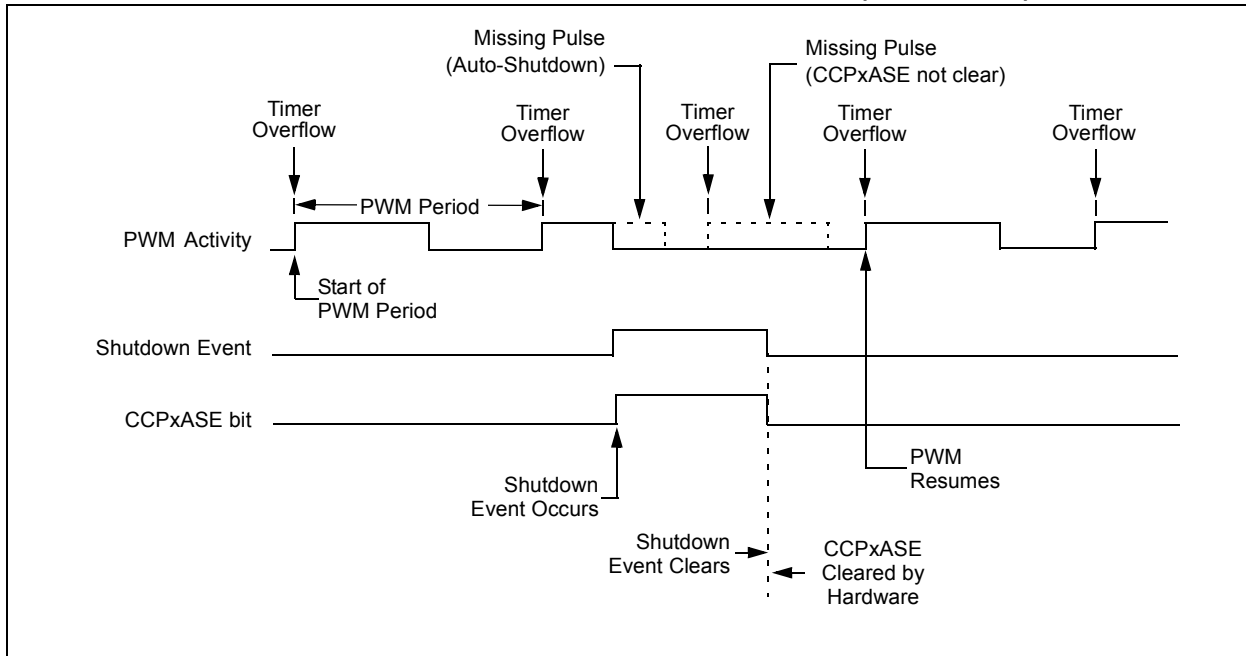 Missing Pulse
(Auto-Shutdown)
Missing Pulse
(CCPxASE not clear)
Timer
Overflow
Timer
Overflow
Timer
Overflow
Timer
Overflow
Timer
Overflow
PWM Period
PWM Activity
Start of
PWM Period
Shutdown Event
CCPxASE bit
Shutdown
Event Occurs
PWM
Resumes
Shutdown
Event Clears
CCPxASE
Cleared by
Hardware